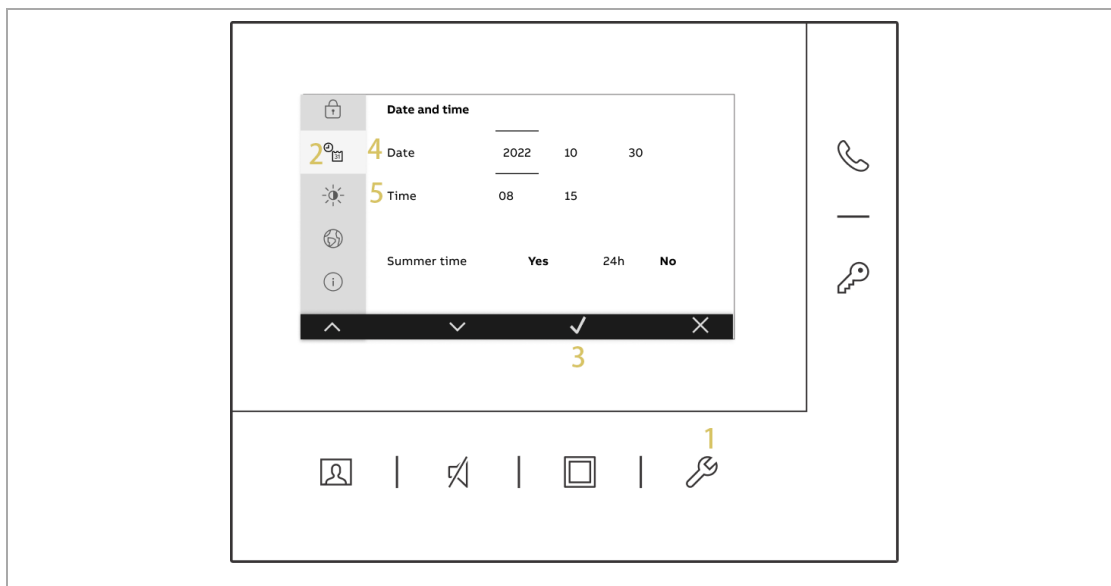 Date and time
2 4 Date 2022 10 30
5 Time 08 15
Summer time Yes 24h No
3
1